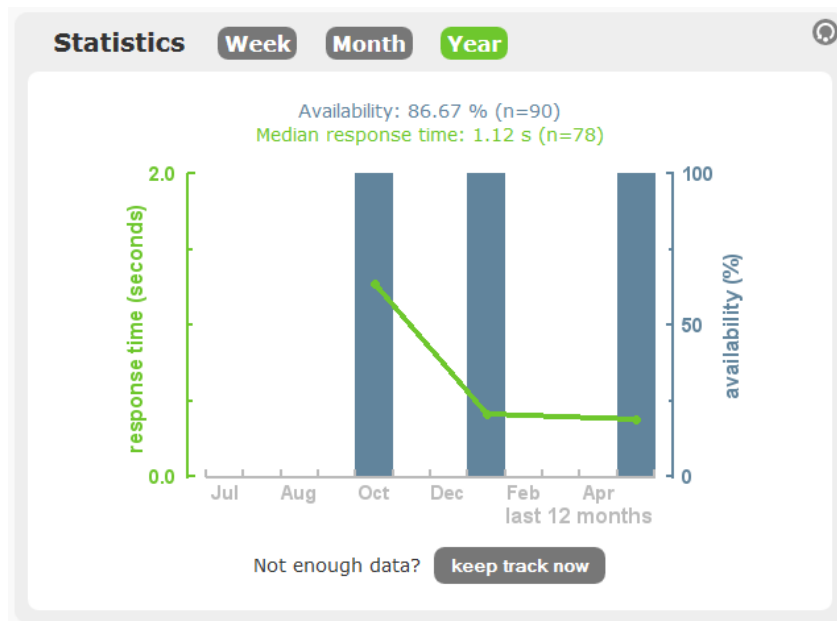 Statistics Week Month Year
Availability: 86.67 % (n=90)
Median response time: 1.12 s (n=78)
2.0
0.0
response time (seconds)
100
50
0
availability (%)
Jul Aug Oct Dec Feb Apr
last 12 months
Not enough data? keep track now